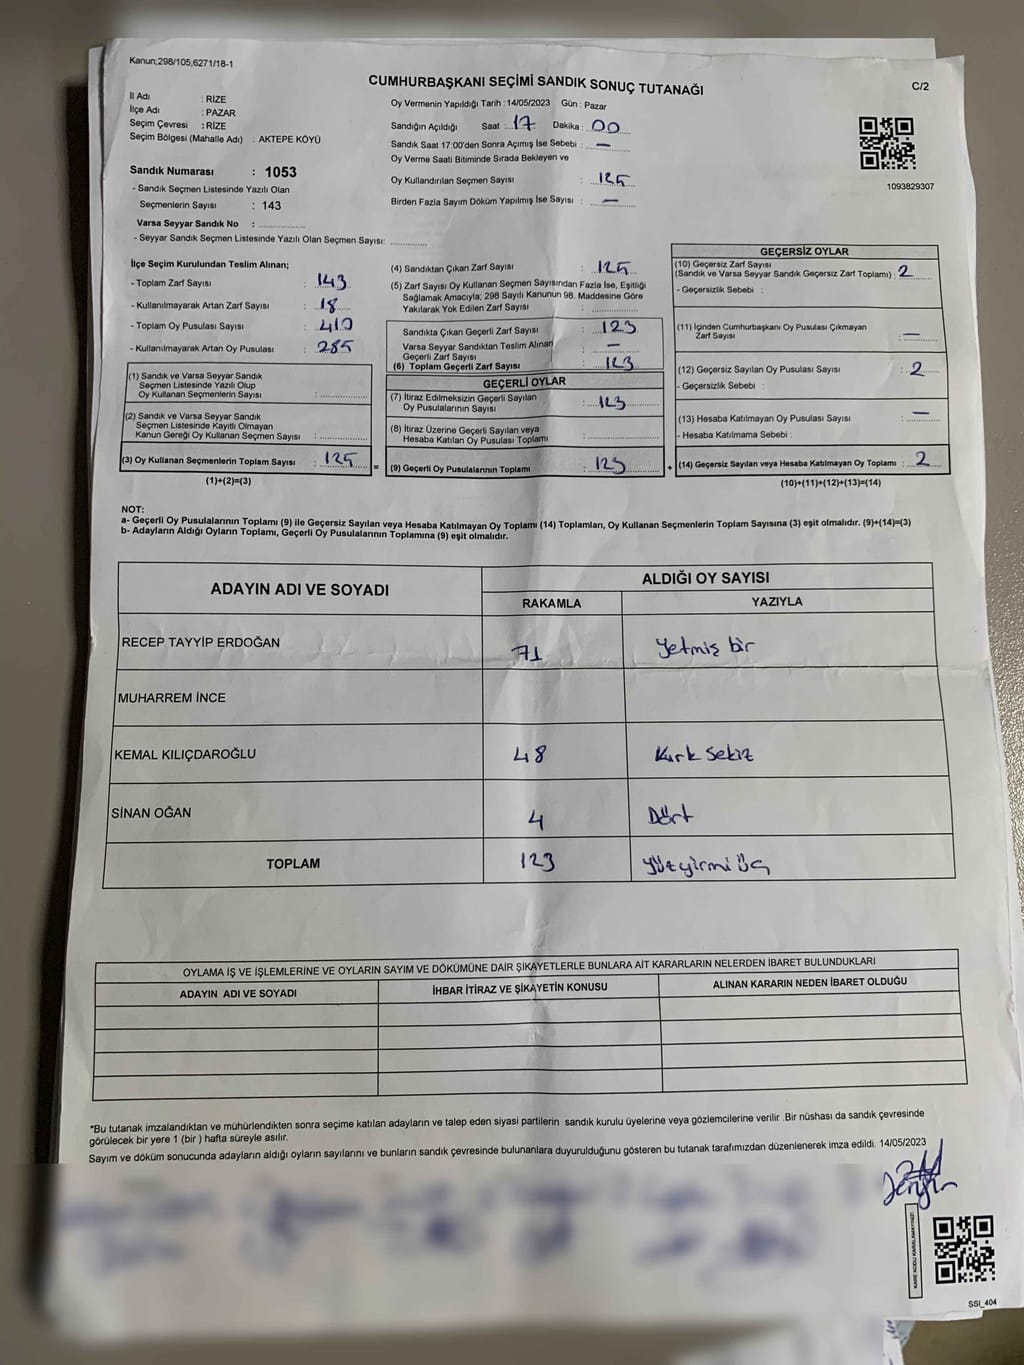 Kanun;298/105,6271/18-1
CUMHURBAŞKANI SEÇİMİ SANDIK SONUÇ TUTANAĞI
C/2
İl Adı : RİZE
İlçe Adı : PAZAR
Seçim Çevresi : RİZE
Seçim Bölgesi (Mahalle Adı) : AKTEPE KÖYÜ
Sandık Numarası : 1053
- Sandık Seçmen Listesinde Yazılı Olan
Seçmenlerin Sayısı : 143
Varsa Seyyar Sandık No :
- Seyyar Sandık Seçmen Listesinde Yazılı Olan Seçmen Sayısı:
Oy Vermenin Yapıldığı Tarih :14/05/2023 Gün : Pazar
Sandığın Açıldığı Saat : 17 Dakika : 00
Sandık Saat 17:00'den Sonra Açımış İse Sebebi : —
Oy Verme Saati Bitiminde Sırada Bekleyen ve
Oy Kullandırılan Seçmen Sayısı : 125
Birden Fazla Sayım Döküm Yapılmış İse Sayısı : —
1093829307
İlçe Seçim Kurulundan Teslim Alınan;
- Toplam Zarf Sayısı : 143
- Kullanılmayarak Artan Zarf Sayısı : 18
- Toplam Oy Pusulası Sayısı : 410
- Kullanılmayarak Artan Oy Pusulası : 285
(1) Sandık ve Varsa Seyyar Sandık
Seçmen Listesinde Yazılı Olup
Oy Kullanan Seçmenlerin Sayısı :
(2) Sandık ve Varsa Seyyar Sandık
Seçmen Listesinde Kayıtlı Olmayan
Kanun Gereği Oy Kullanan Seçmen Sayısı :
(3) Oy Kullanan Seçmenlerin Toplam Sayısı : 125
(1)+(2)=(3)
=
(4) Sandıktan Çıkan Zarf Sayısı : 125
(5) Zarf Sayısı Oy Kullanan Seçmen Sayısından Fazla İse, Eşitliği
Sağlamak Amacıyla; 298 Sayılı Kanunun 98. Maddesine Göre
Yakılarak Yok Edilen Zarf Sayısı :
Sandıkta Çıkan Geçerli Zarf Sayısı : 123
Varsa Seyyar Sandıktan Teslim Alınan
Geçerli Zarf Sayısı : —
(6) Toplam Geçerli Zarf Sayısı : 123
GEÇERLİ OYLAR
(7) İtiraz Edilmeksizin Geçerli Sayılan
Oy Pusulalarının Sayısı : 123
(8) İtiraz Üzerine Geçerli Sayılan veya
Hesaba Katılan Oy Pusulası Toplamı :
(9) Geçerli Oy Pusulalarının Toplamı : 123
+
GEÇERSİZ OYLAR
(10) Geçersiz Zarf Sayısı
(Sandık ve Varsa Seyyar Sandık Geçersiz Zarf Toplamı) : 2
- Geçersizlik Sebebi :
(11) İçinden Cumhurbaşkanı Oy Pusulası Çıkmayan
Zarf Sayısı : —
(12) Geçersiz Sayılan Oy Pusulası Sayısı : 2
- Geçersizlik Sebebi :
(13) Hesaba Katılmayan Oy Pusulası Sayısı : —
- Hesaba Katılmama Sebebi :
(14) Geçersiz Sayılan veya Hesaba Katılmayan Oy Toplamı : 2
(10)+(11)+(12)+(13)=(14)
NOT:
a- Geçerli Oy Pusulalarının Toplamı (9) ile Geçersiz Sayılan veya Hesaba Katılmayan Oy Toplamı (14) Toplamları, Oy Kullanan Seçmenlerin Toplam Sayısına (3) eşit olmalıdır. (9)+(14)=(3)
b- Adayların Aldığı Oyların Toplamı, Geçerli Oy Pusulalarının Toplamına (9) eşit olmalıdır.
ADAYIN ADI VE SOYADI
ALDIĞI OY SAYISI
RAKAMLA YAZIYLA
RECEP TAYYİP ERDOĞAN 71 Yetmiş bir
MUHARREM İNCE
KEMAL KILIÇDAROĞLU 48 Kırk Sekiz
SİNAN OĞAN 4 Dört
TOPLAM 123 Yüzyirmi Üç
OYLAMA İŞ VE İŞLEMLERİNE VE OYLARIN SAYIM VE DÖKÜMÜNE DAİR ŞİKAYETLERLE BUNLARA AİT KARARLARIN NELERDEN İBARET BULUNDUKLARI
ADAYIN ADI VE SOYADI İHBAR İTİRAZ VE ŞİKAYETİN KONUSU ALINAN KARARIN NEDEN İBARET OLDUĞU
*Bu tutanak imzalandıktan ve mühürlendikten sonra seçime katılan adayların ve talep eden siyasi partilerin sandık kurulu üyelerine veya gözlemcilerine verilir .Bir nüshası da sandık çevresinde
görülecek bir yere 1 (bir ) hafta süreyle asılır.
Sayım ve döküm sonucunda adayların aldığı oyların sayılarını ve bunların sandık çevresinde bulunanlara duyurulduğunu gösteren bu tutanak tarafımızdan düzenlenerek imza edildi. 14/05/2023
KARE KODU KARALAMAYINIZ!
SSI_404